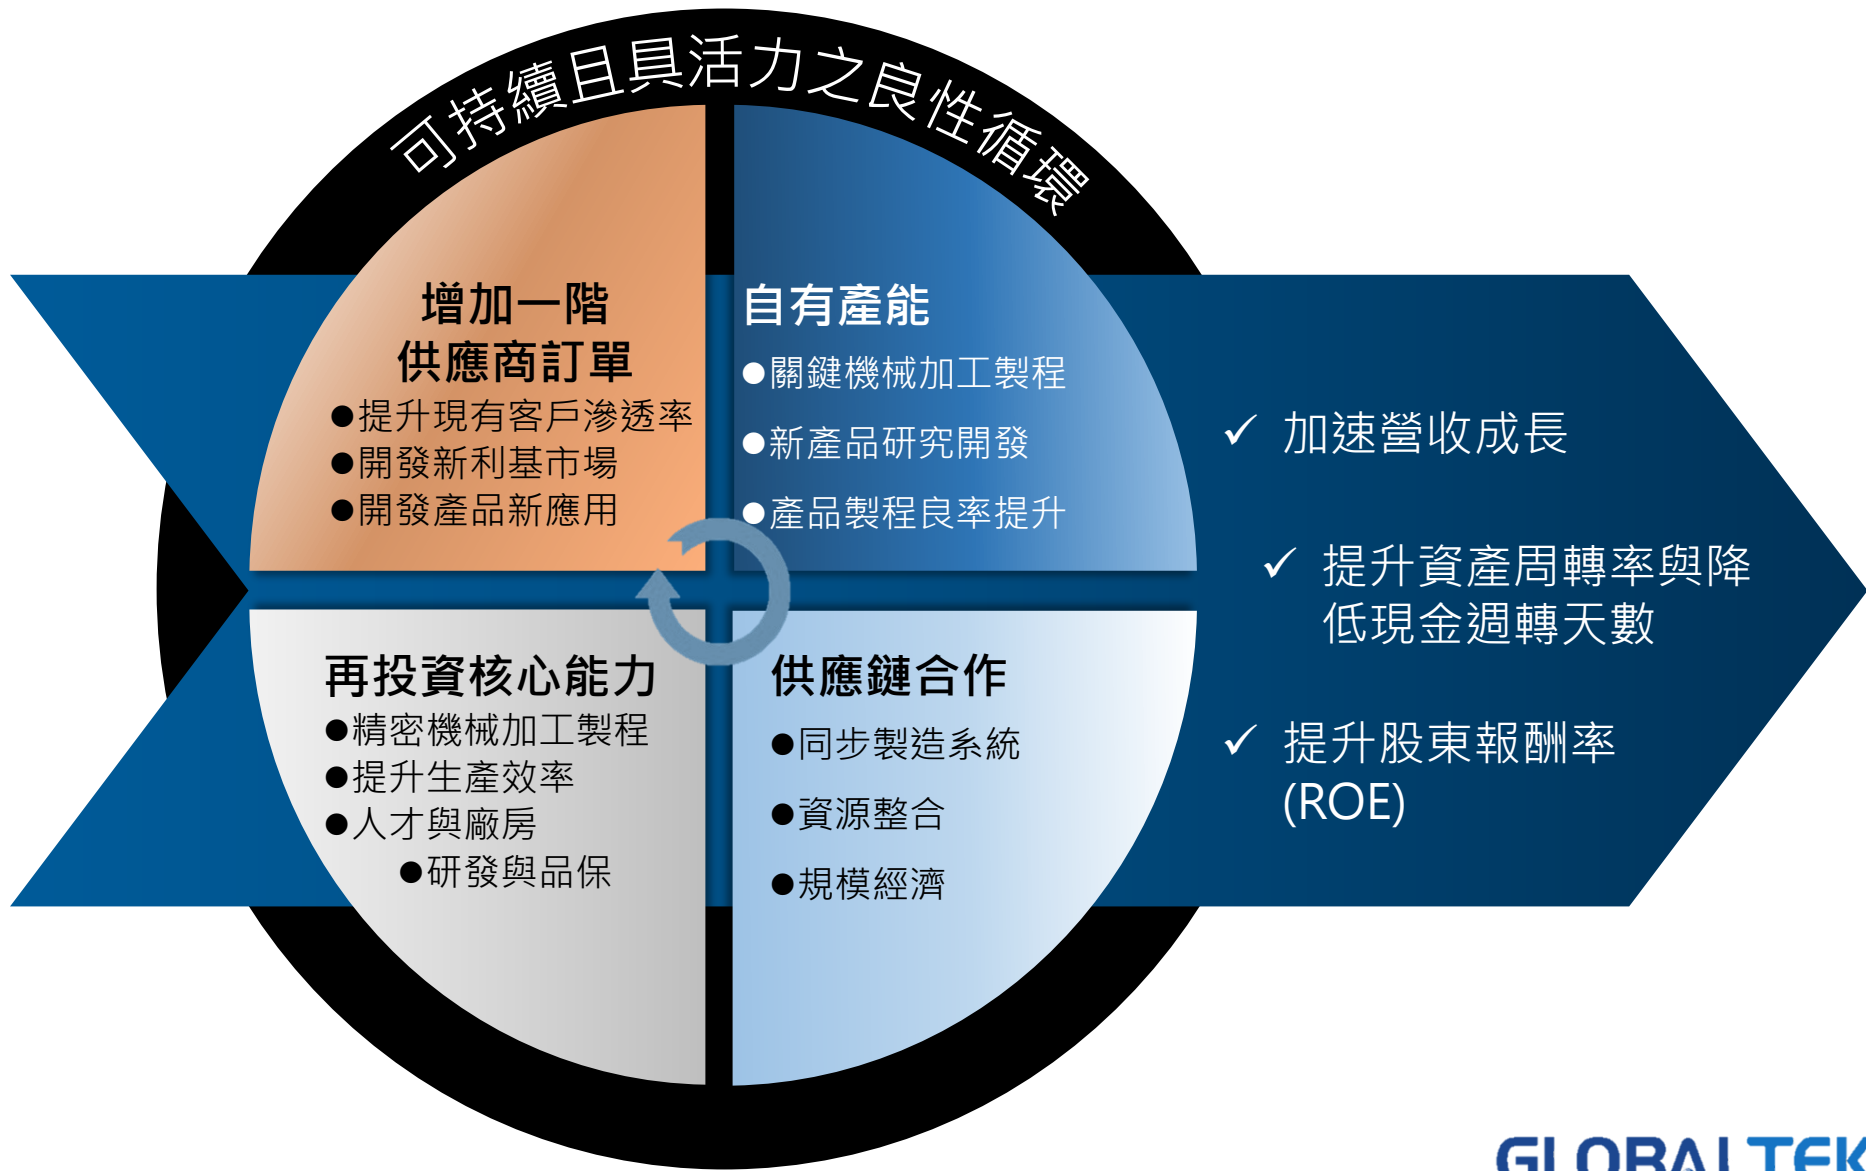 可持續且具活力之良性循環
增加一階
供應商訂單
●提升現有客戶滲透率
●開發新利基市場
●開發產品新應用
自有產能
●關鍵機械加工製程
●新產品研究開發
●產品製程良率提升
再投資核心能力
●精密機械加工製程
●提升生產效率
●人才與廠房
●研發與品保
供應鏈合作
●同步製造系統
●資源整合
●規模經濟
✓ 加速營收成長
✓ 提升資產周轉率與降
低現金週轉天數
✓ 提升股東報酬率
(ROE)
GLOBALTEK